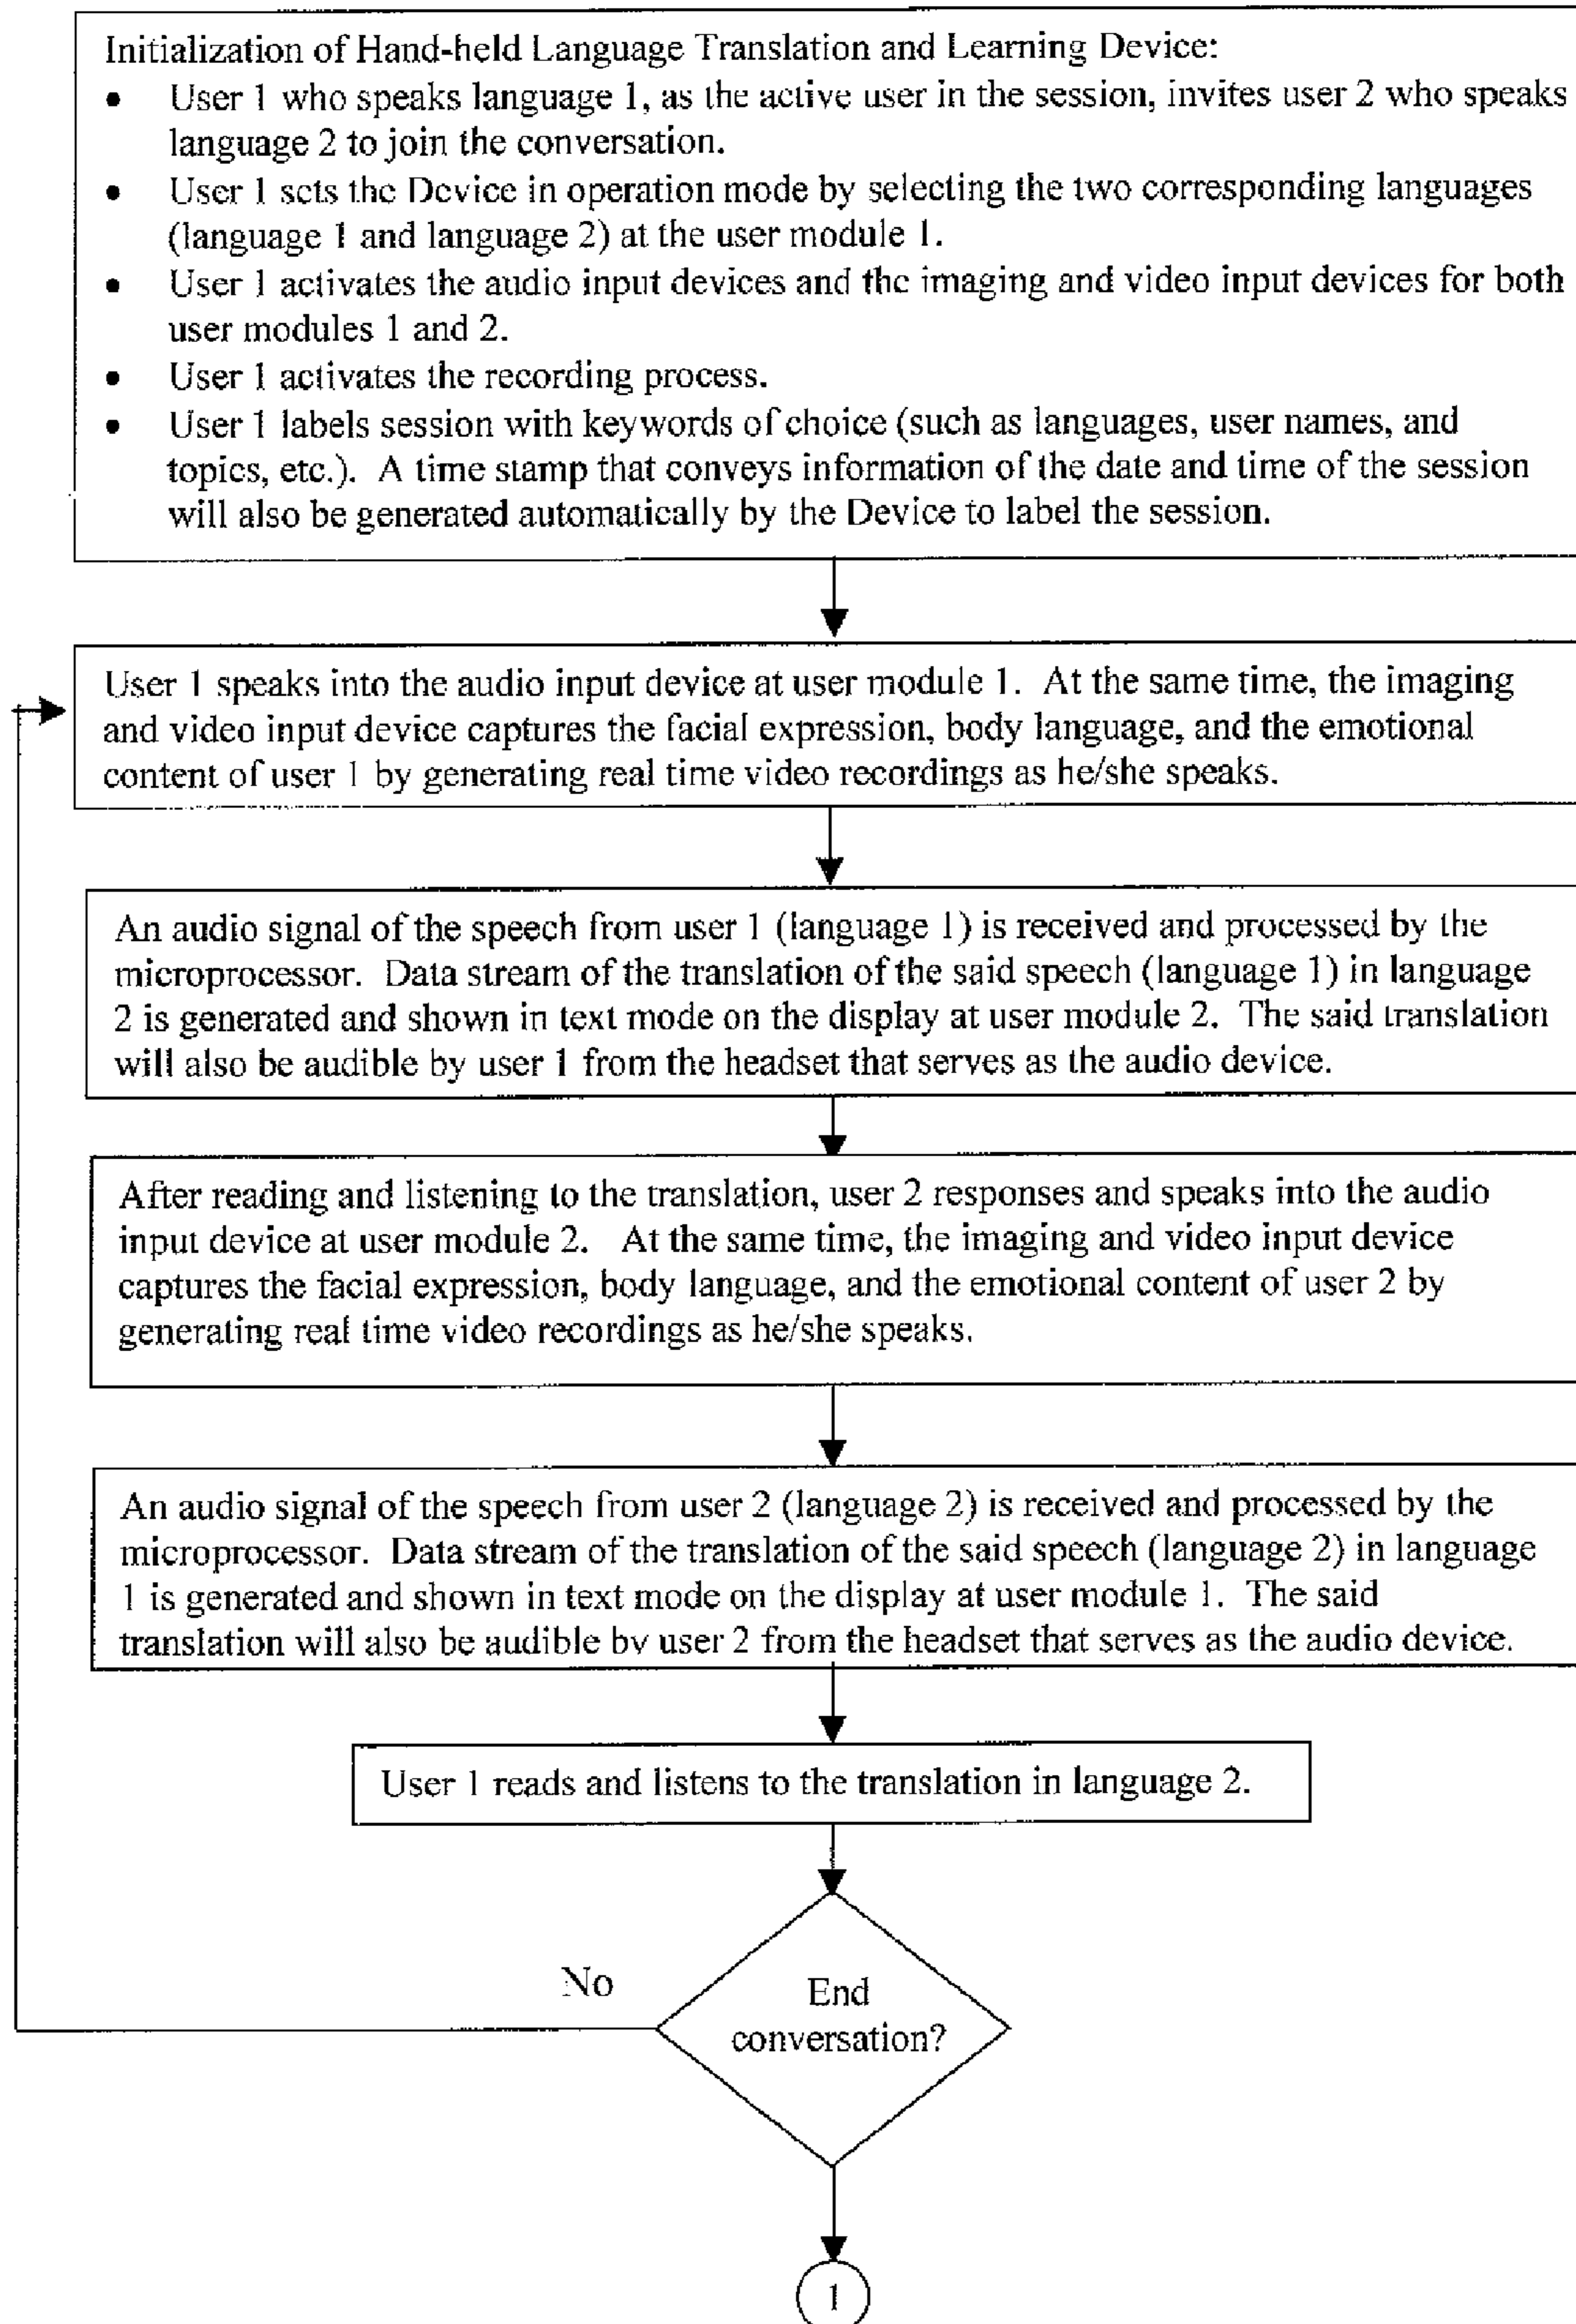 Initialization of Hand-held Language Translation and Learning Device:
• User 1 who speaks language 1, as the active user in the session, invites user 2 who speaks
language 2 to join the conversation.
• User 1 sets the Device in operation mode by selecting the two corresponding languages
(language 1 and language 2) at the user module 1.
• User 1 activates the audio input devices and the imaging and video input devices for both
user modules 1 and 2.
• User 1 activates the recording process.
• User 1 labels session with keywords of choice (such as languages, user names, and
topics, etc.). A time stamp that conveys information of the date and time of the session
will also be generated automatically by the Device to label the session.
User 1 speaks into the audio input device at user module 1. At the same time, the imaging
and video input device captures the facial expression, body language, and the emotional
content of user 1 by generating real time video recordings as he/she speaks.
An audio signal of the speech from user 1 (language 1) is received and processed by the
microprocessor. Data stream of the translation of the said speech (language 1) in language
2 is generated and shown in text mode on the display at user module 2. The said translation
will also be audible by user 1 from the headset that serves as the audio device.
After reading and listening to the translation, user 2 responses and speaks into the audio
input device at user module 2. At the same time, the imaging and video input device
captures the facial expression, body language, and the emotional content of user 2 by
generating real time video recordings as he/she speaks.
An audio signal of the speech from user 2 (language 2) is received and processed by the
microprocessor. Data stream of the translation of the said speech (language 2) in language
1 is generated and shown in text mode on the display at user module 1. The said
translation will also be audible by user 2 from the headset that serves as the audio device.
User 1 reads and listens to the translation in language 2.
No
End
conversation?
1